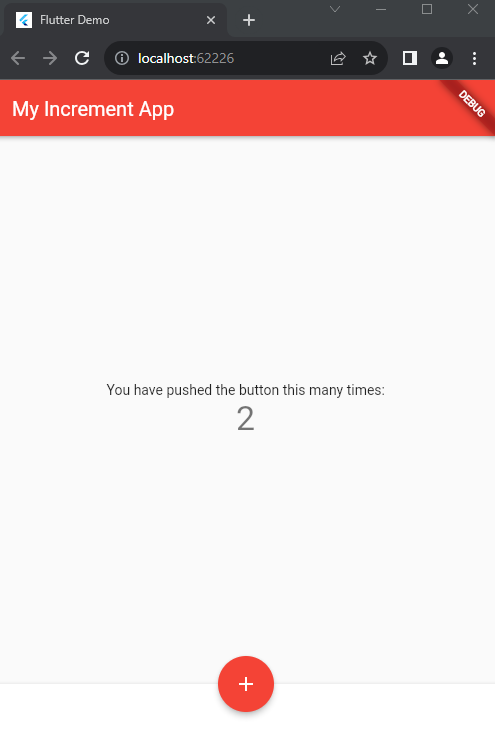 Flutter Demo
localhost:62226
My Increment App
DEBUG
You have pushed the button this many times:
2